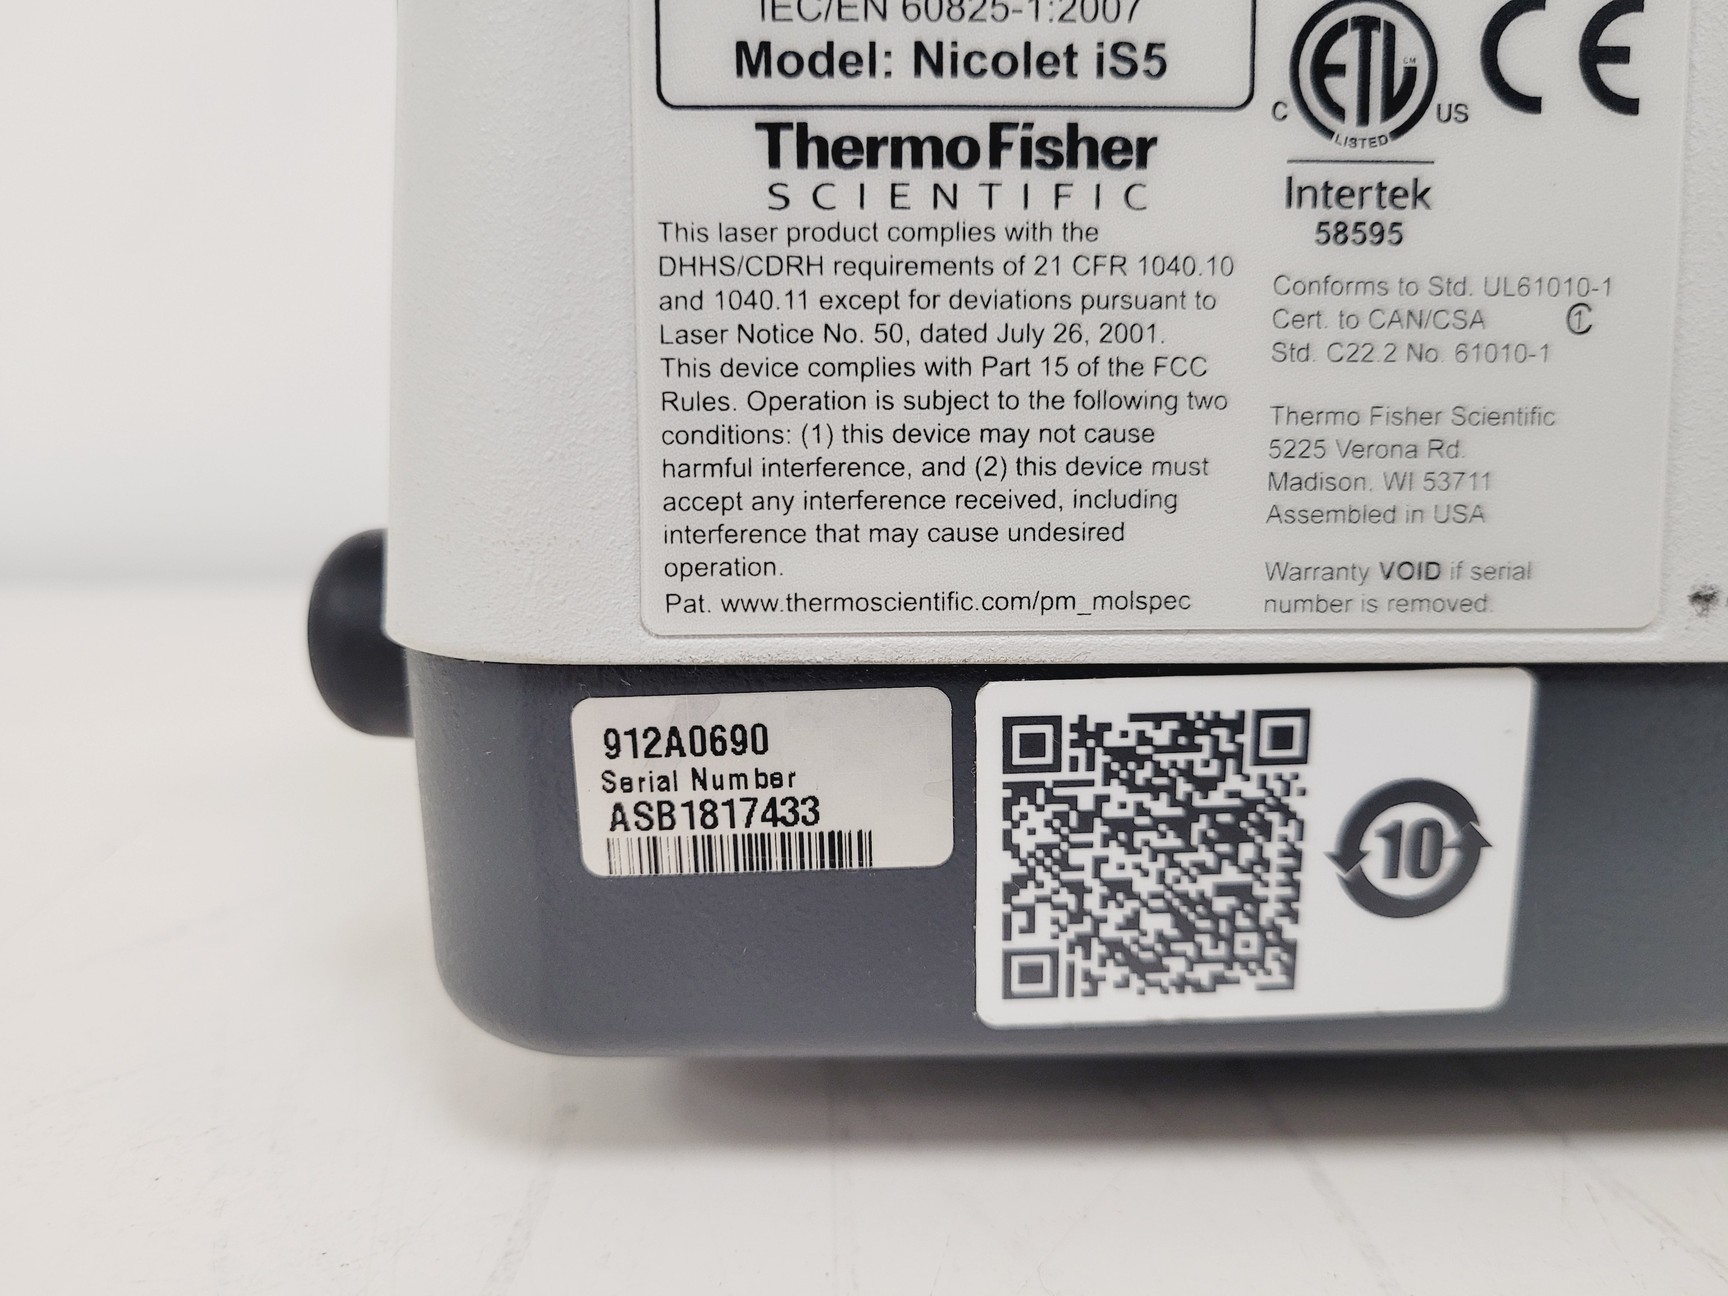 IEC/EN 60825-1:2007
Model: Nicolet iS5
ThermoFisher
SCIENTIFIC
This laser product complies with the
DHHS/CDRH requirements of 21 CFR 1040.10
and 1040.11 except for deviations pursuant to
Laser Notice No. 50, dated July 26, 2001.
This device complies with Part 15 of the FCC
Rules. Operation is subject to the following two
conditions: (1) this device may not cause
harmful interference, and (2) this device must
accept any interference received, including
interference that may cause undesired
operation.
Pat. www.thermoscientific.com/pm_molspec
C ETL CM US
LISTED
CE
Intertek
58595
Conforms to Std. UL61010-1
Cert. to CAN/CSA
Std. C22.2 No. 61010-1
C1
Thermo Fisher Scientific
5225 Verona Rd.
Madison, WI 53711
Assembled in USA
Warranty VOID if serial
number is removed.
912A0690
Serial Number
ASB1817433
10